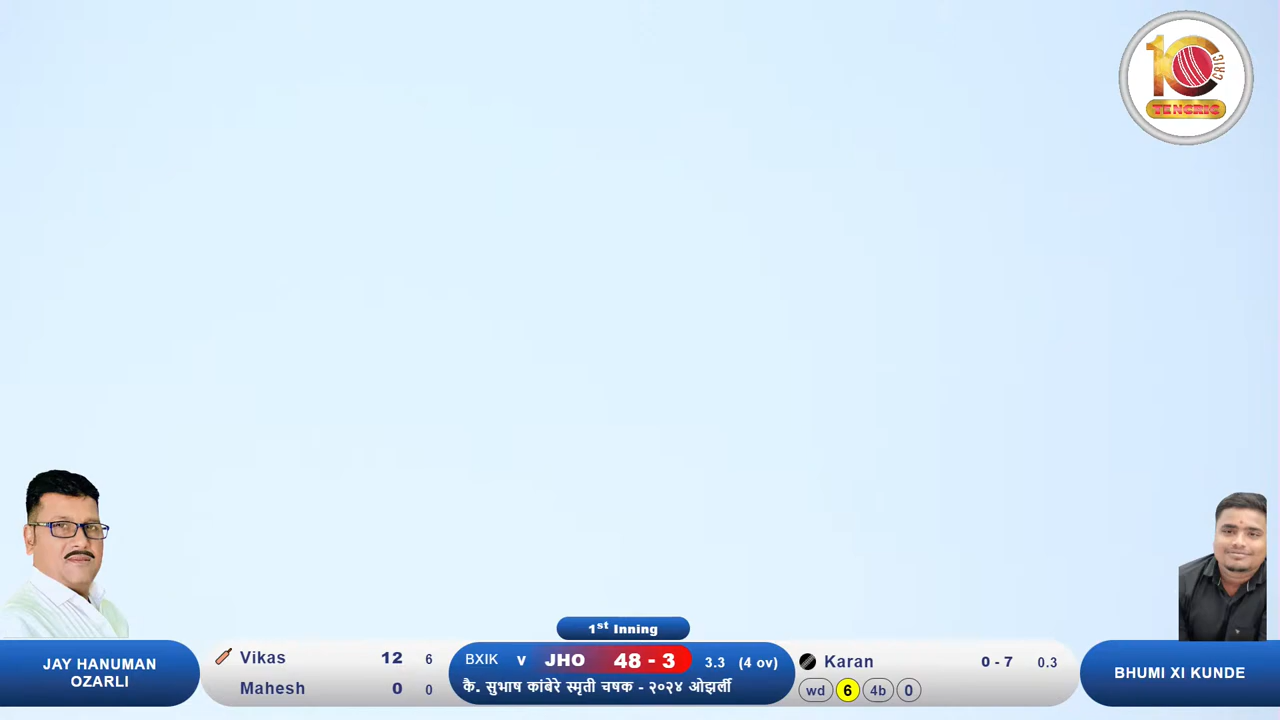 10
CRIC
TENCRIC
1st Inning
JAY HANUMAN
OZARLI
Vikas 12 6
Mahesh 0 0
BXIK v JHO 48 - 3 3.3 (4 ov)
कै. सुभाष कांबेरे स्मृती चषक - २०२४ ओझर्ली
Karan 0 - 7 0.3
wd 6 4b 0
BHUMI XI KUNDE